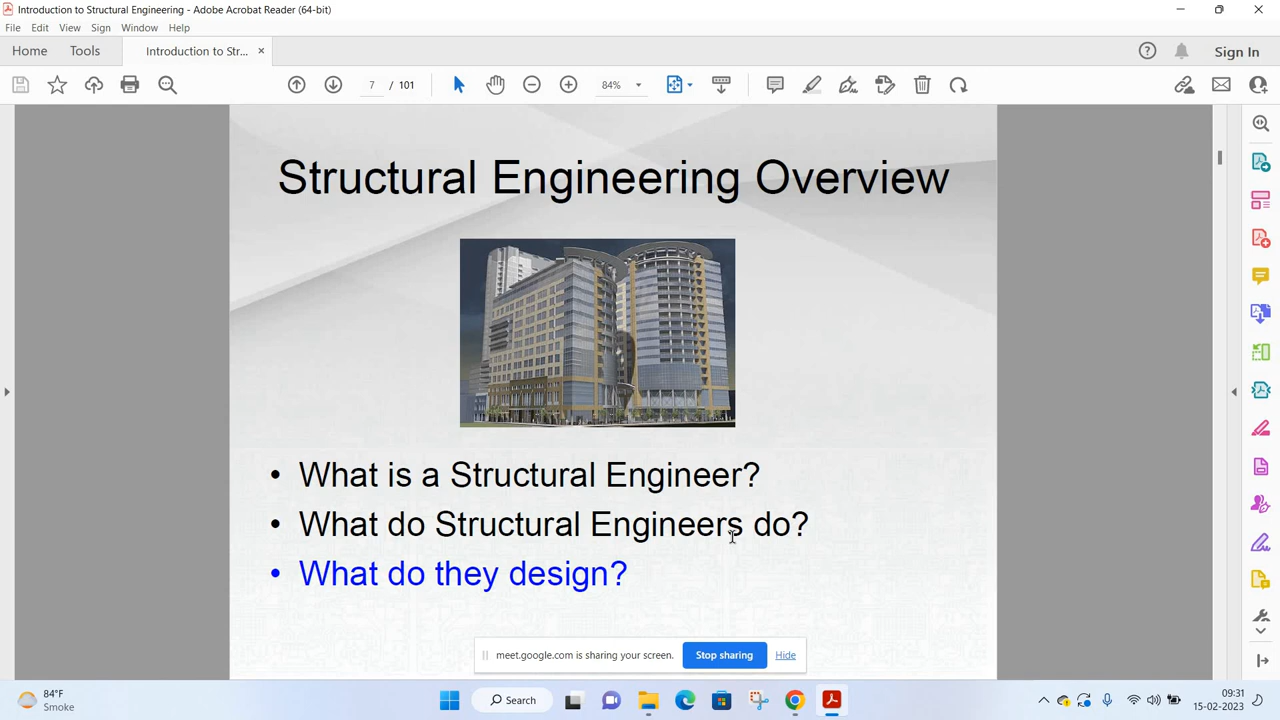 Introduction to Structural Engineering - Adobe Acrobat Reader (64-bit)
File Edit View Sign Window Help
Home Tools Introduction to Str... × Sign In
7 / 101 84%
Structural Engineering Overview
• What is a Structural Engineer?
• What do Structural Engineers do?
• What do they design?
meet.google.com is sharing your screen. Stop sharing Hide
84°F
Smoke
Search
09:31
15-02-2023